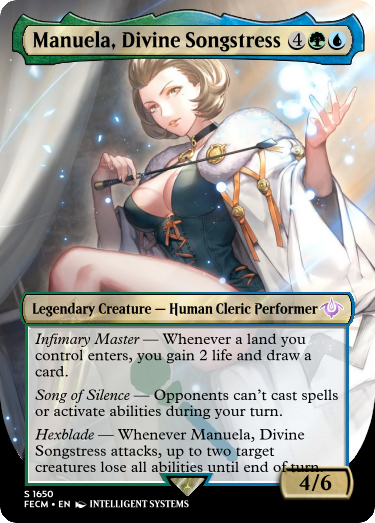 Manuela, Divine Songstress 4
Legendary Creature — Human Cleric Performer
Infimary Master — Whenever a land you
control enters, you gain 2 life and draw a
card.
Song of Silence — Opponents can't cast spells
or activate abilities during your turn.
Hexblade — Whenever Manuela, Divine
Songstress attacks, up to two target
creatures lose all abilities until end of turn.
4/6
S 1650
FECM • EN INTELLIGENT SYSTEMS